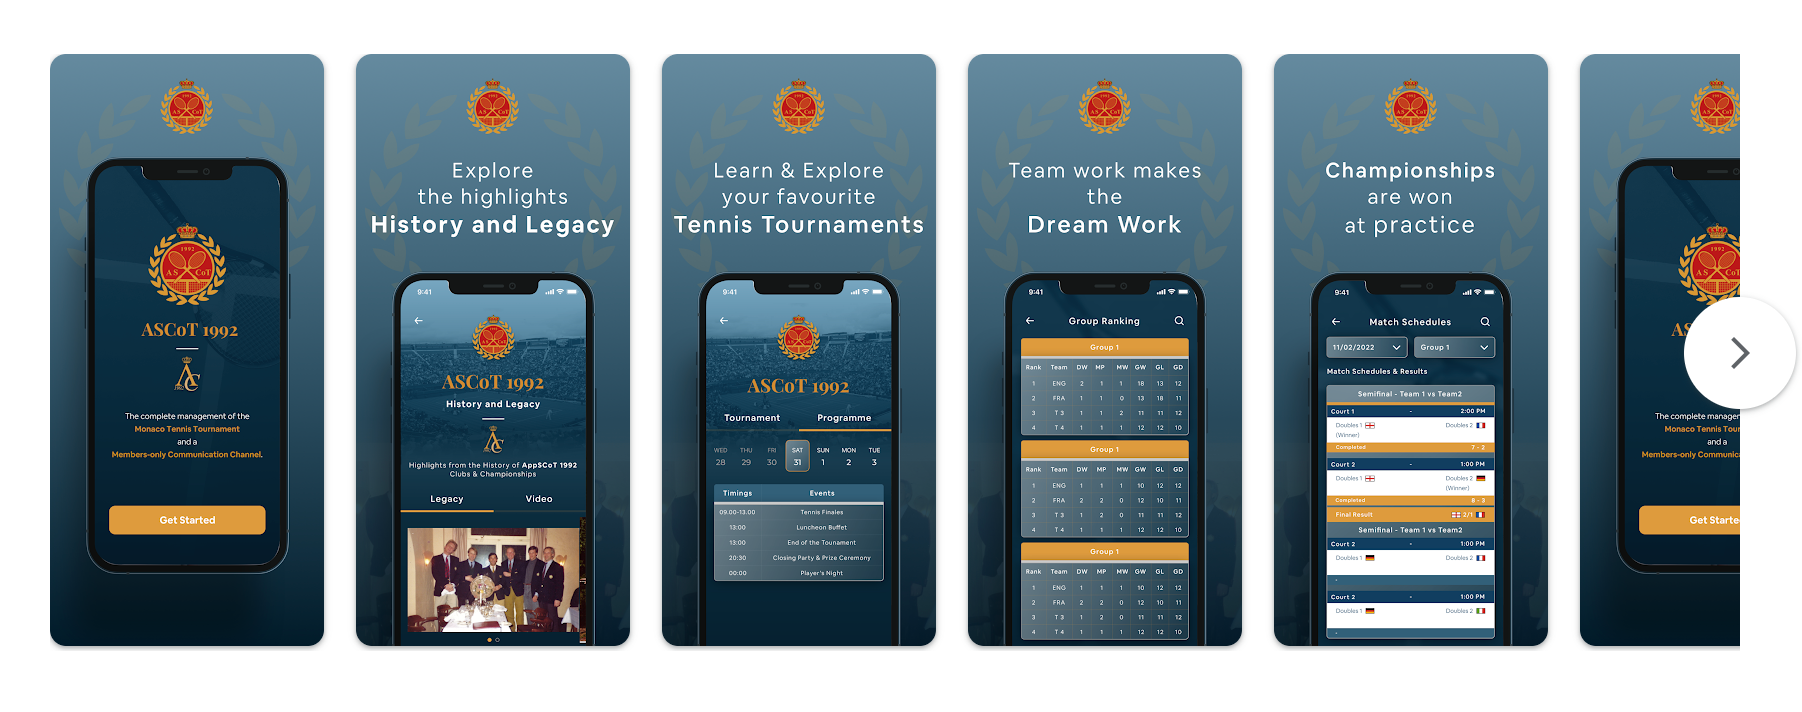 1992
AS CoT
ASCoT 1992
1992
The complete management of the
Monaco Tennis Tournament
and a
Members-only Communication Channel.
Get Started
Explore
the highlights
History and Legacy
9:41
ASCoT 1992
History and Legacy
Highlights from the History of AppSCoT 1992
Clubs & Championships
Legacy Video
Learn & Explore
your favourite
Tennis Tournaments
9:41
ASCoT 1992
Tournament Programme
WED THU FRI SAT SUN MON TUE
28 29 30 31 1 2 3
Timings Events
09.00-13.00 Tennis Finales
13:00 Luncheon Buffet
13:00 End of the Tounament
20:30 Closing Party & Prize Ceremony
00:00 Player's Night
Team work makes
the
Dream Work
9:41
Group Ranking
Group 1
Rank Team DW MP MW GW GL GD
1 ENG 2 1 1 18 13 12
2 FRA 1 1 0 13 18 11
3 T 3 1 1 2 11 11 12
4 T 4 1 1 1 12 12 10
Group 1
Rank Team DW MP MW GW GL GD
1 ENG 1 1 1 10 12 12
2 FRA 2 2 0 12 10 11
3 T 3 1 2 0 11 11 12
4 T 4 1 1 1 12 12 10
Group 1
Rank Team DW MP MW GW GL GD
1 ENG 1 1 1 10 12 12
2 FRA 2 2 0 12 10 11
3 T 3 1 2 0 11 11 12
4 T 4 1 1 1 12 12 10
Championships
are won
at practice
9:41
Match Schedules
11/02/2022 Group 1
Match Schedules & Results
Semifinal - Team 1 vs Team2
Court 1 - 2:00 PM
Doubles 1 Doubles 2
(Winner)
Completed 7 - 2
Court 2 - 1:00 PM
Doubles 1 Doubles 2
(Winner)
Completed 8 - 3
Final Result 2/1
Semifinal - Team 1 vs Team2
Court 2 - 1:00 PM
Doubles 1 Doubles 2
-
Court 2 - 1:00 PM
Doubles 1 Doubles 2
-
1992
AS CoT
AS
The complete manageme
Monaco Tennis Tour
and a
Members-only Communica
Get Starte